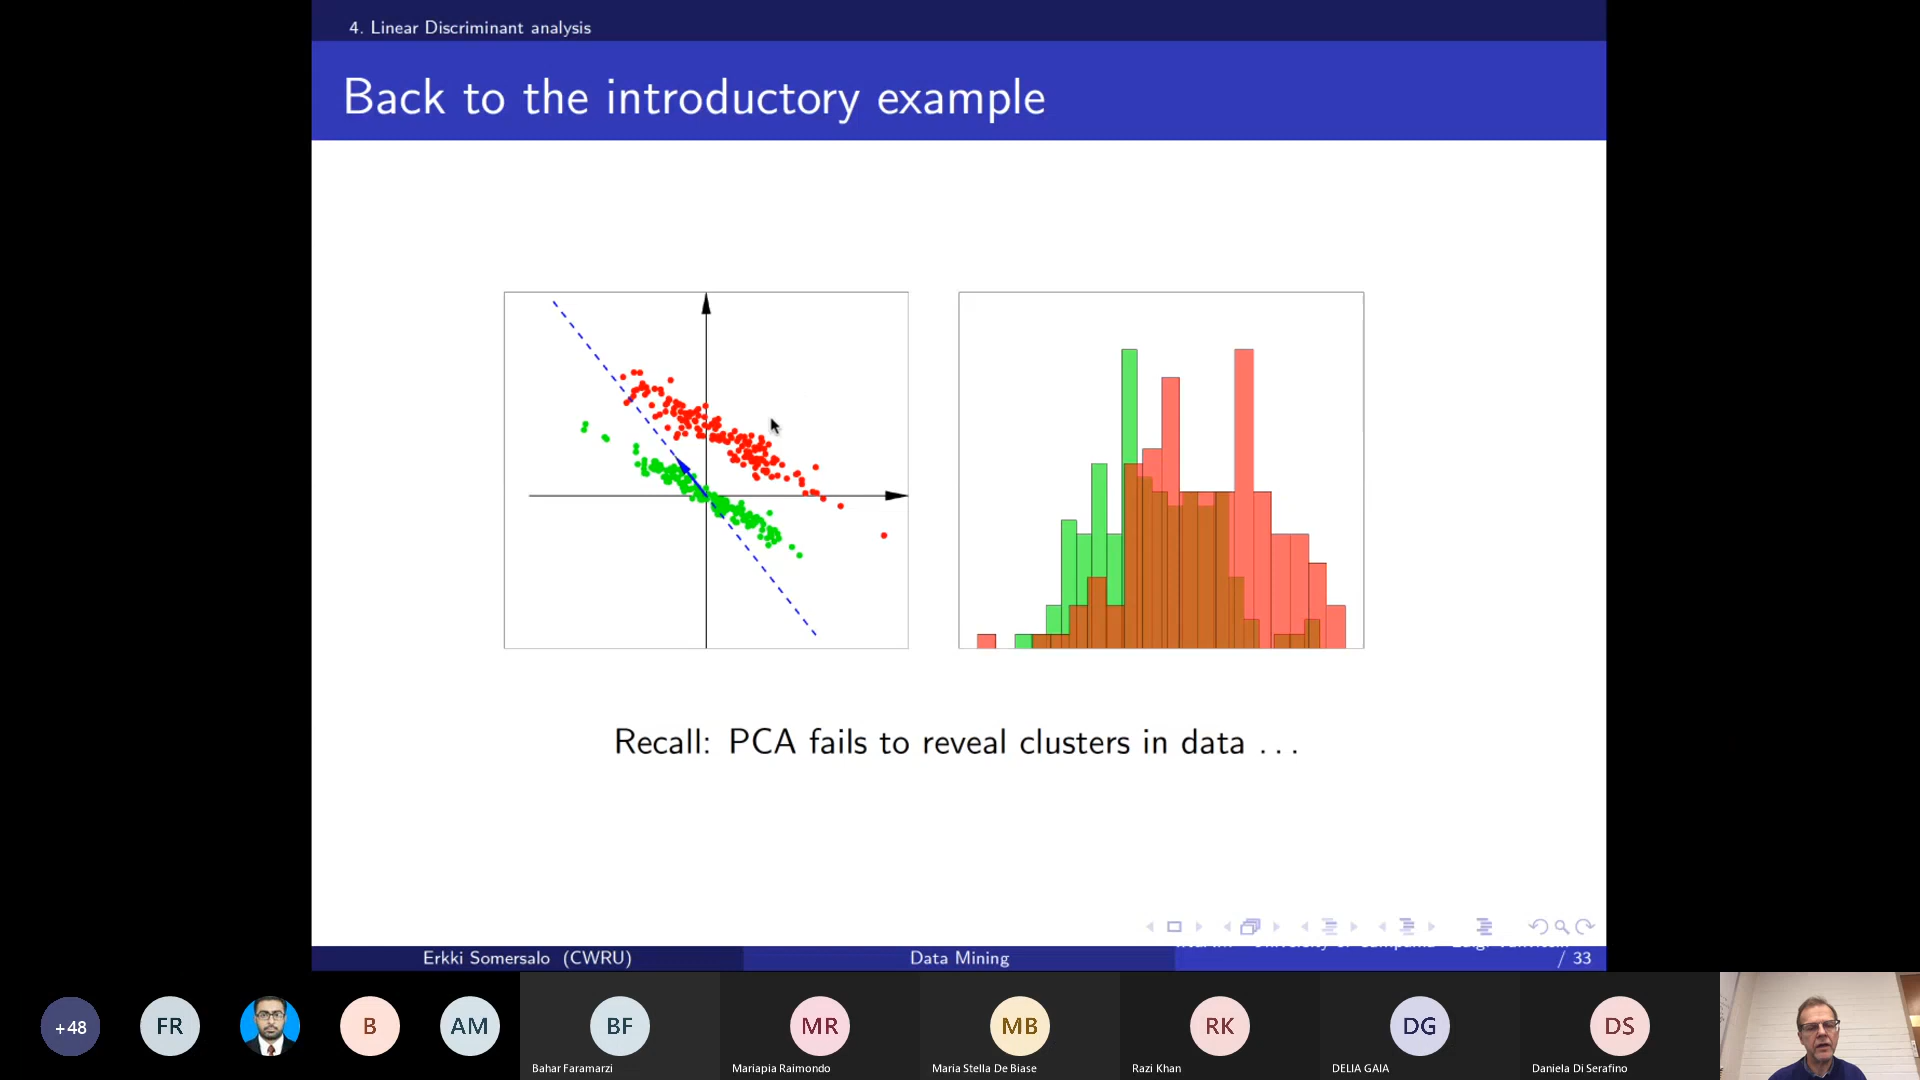 4. Linear Discriminant analysis
Back to the introductory example
Recall: PCA fails to reveal clusters in data . . .
Erkki Somersalo (CWRU)
Data Mining
/ 33
+48
FR
B
AM
BF
MR
MB
RK
DG
DS
Bahar Faramarzi
Mariapia Raimondo
Maria Stella De Biase
Razi Khan
DELIA GAIA
Daniela Di Serafino